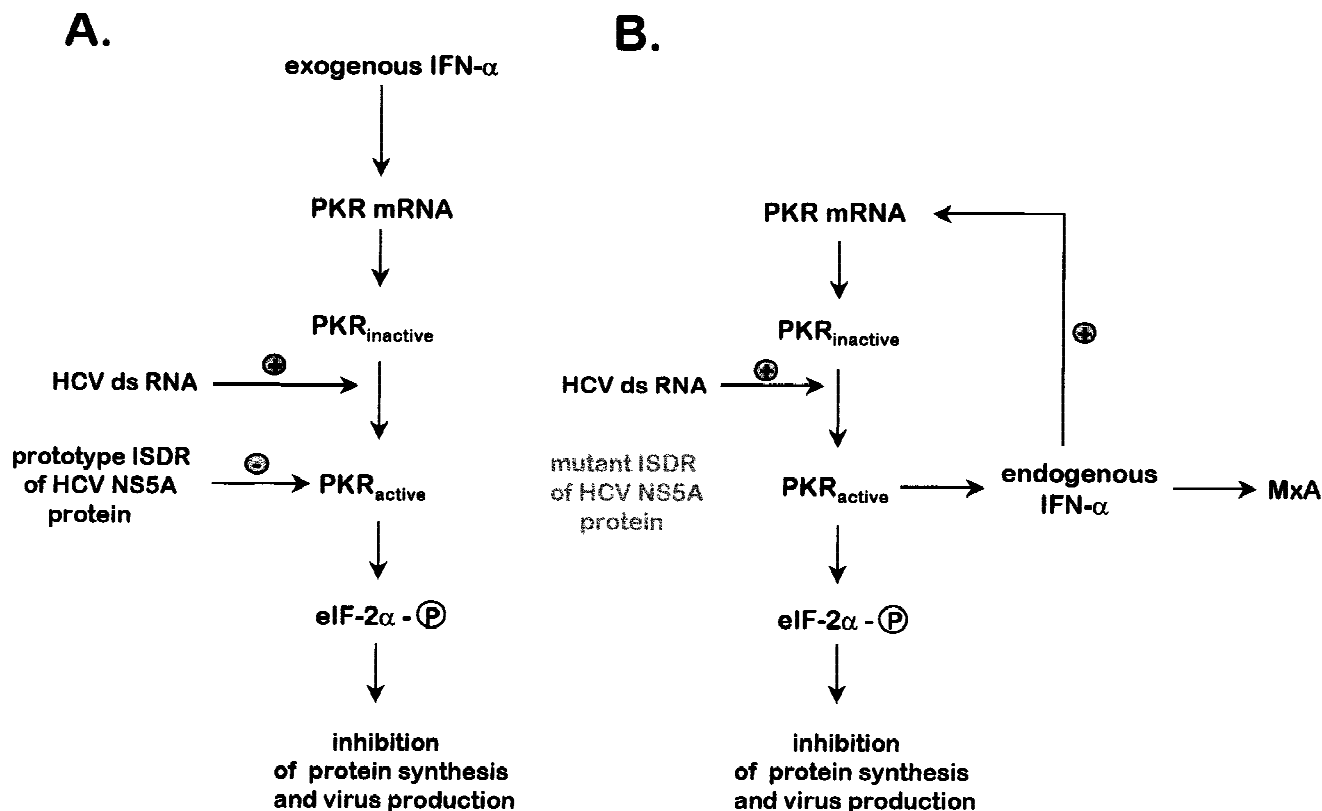 A.
exogenous IFN-α
PKR mRNA
PKRinactive
+
HCV ds RNA
prototype ISDR
of HCV NS5A
protein
-
PKRactive
eIF-2α - P
inhibition
of protein synthesis
and virus production
B.
PKR mRNA
PKRinactive
+
HCV ds RNA
+
mutant ISDR
of HCV NS5A
protein
PKRactive
endogenous
IFN-α
MxA
eIF-2α - P
inhibition
of protein synthesis
and virus production